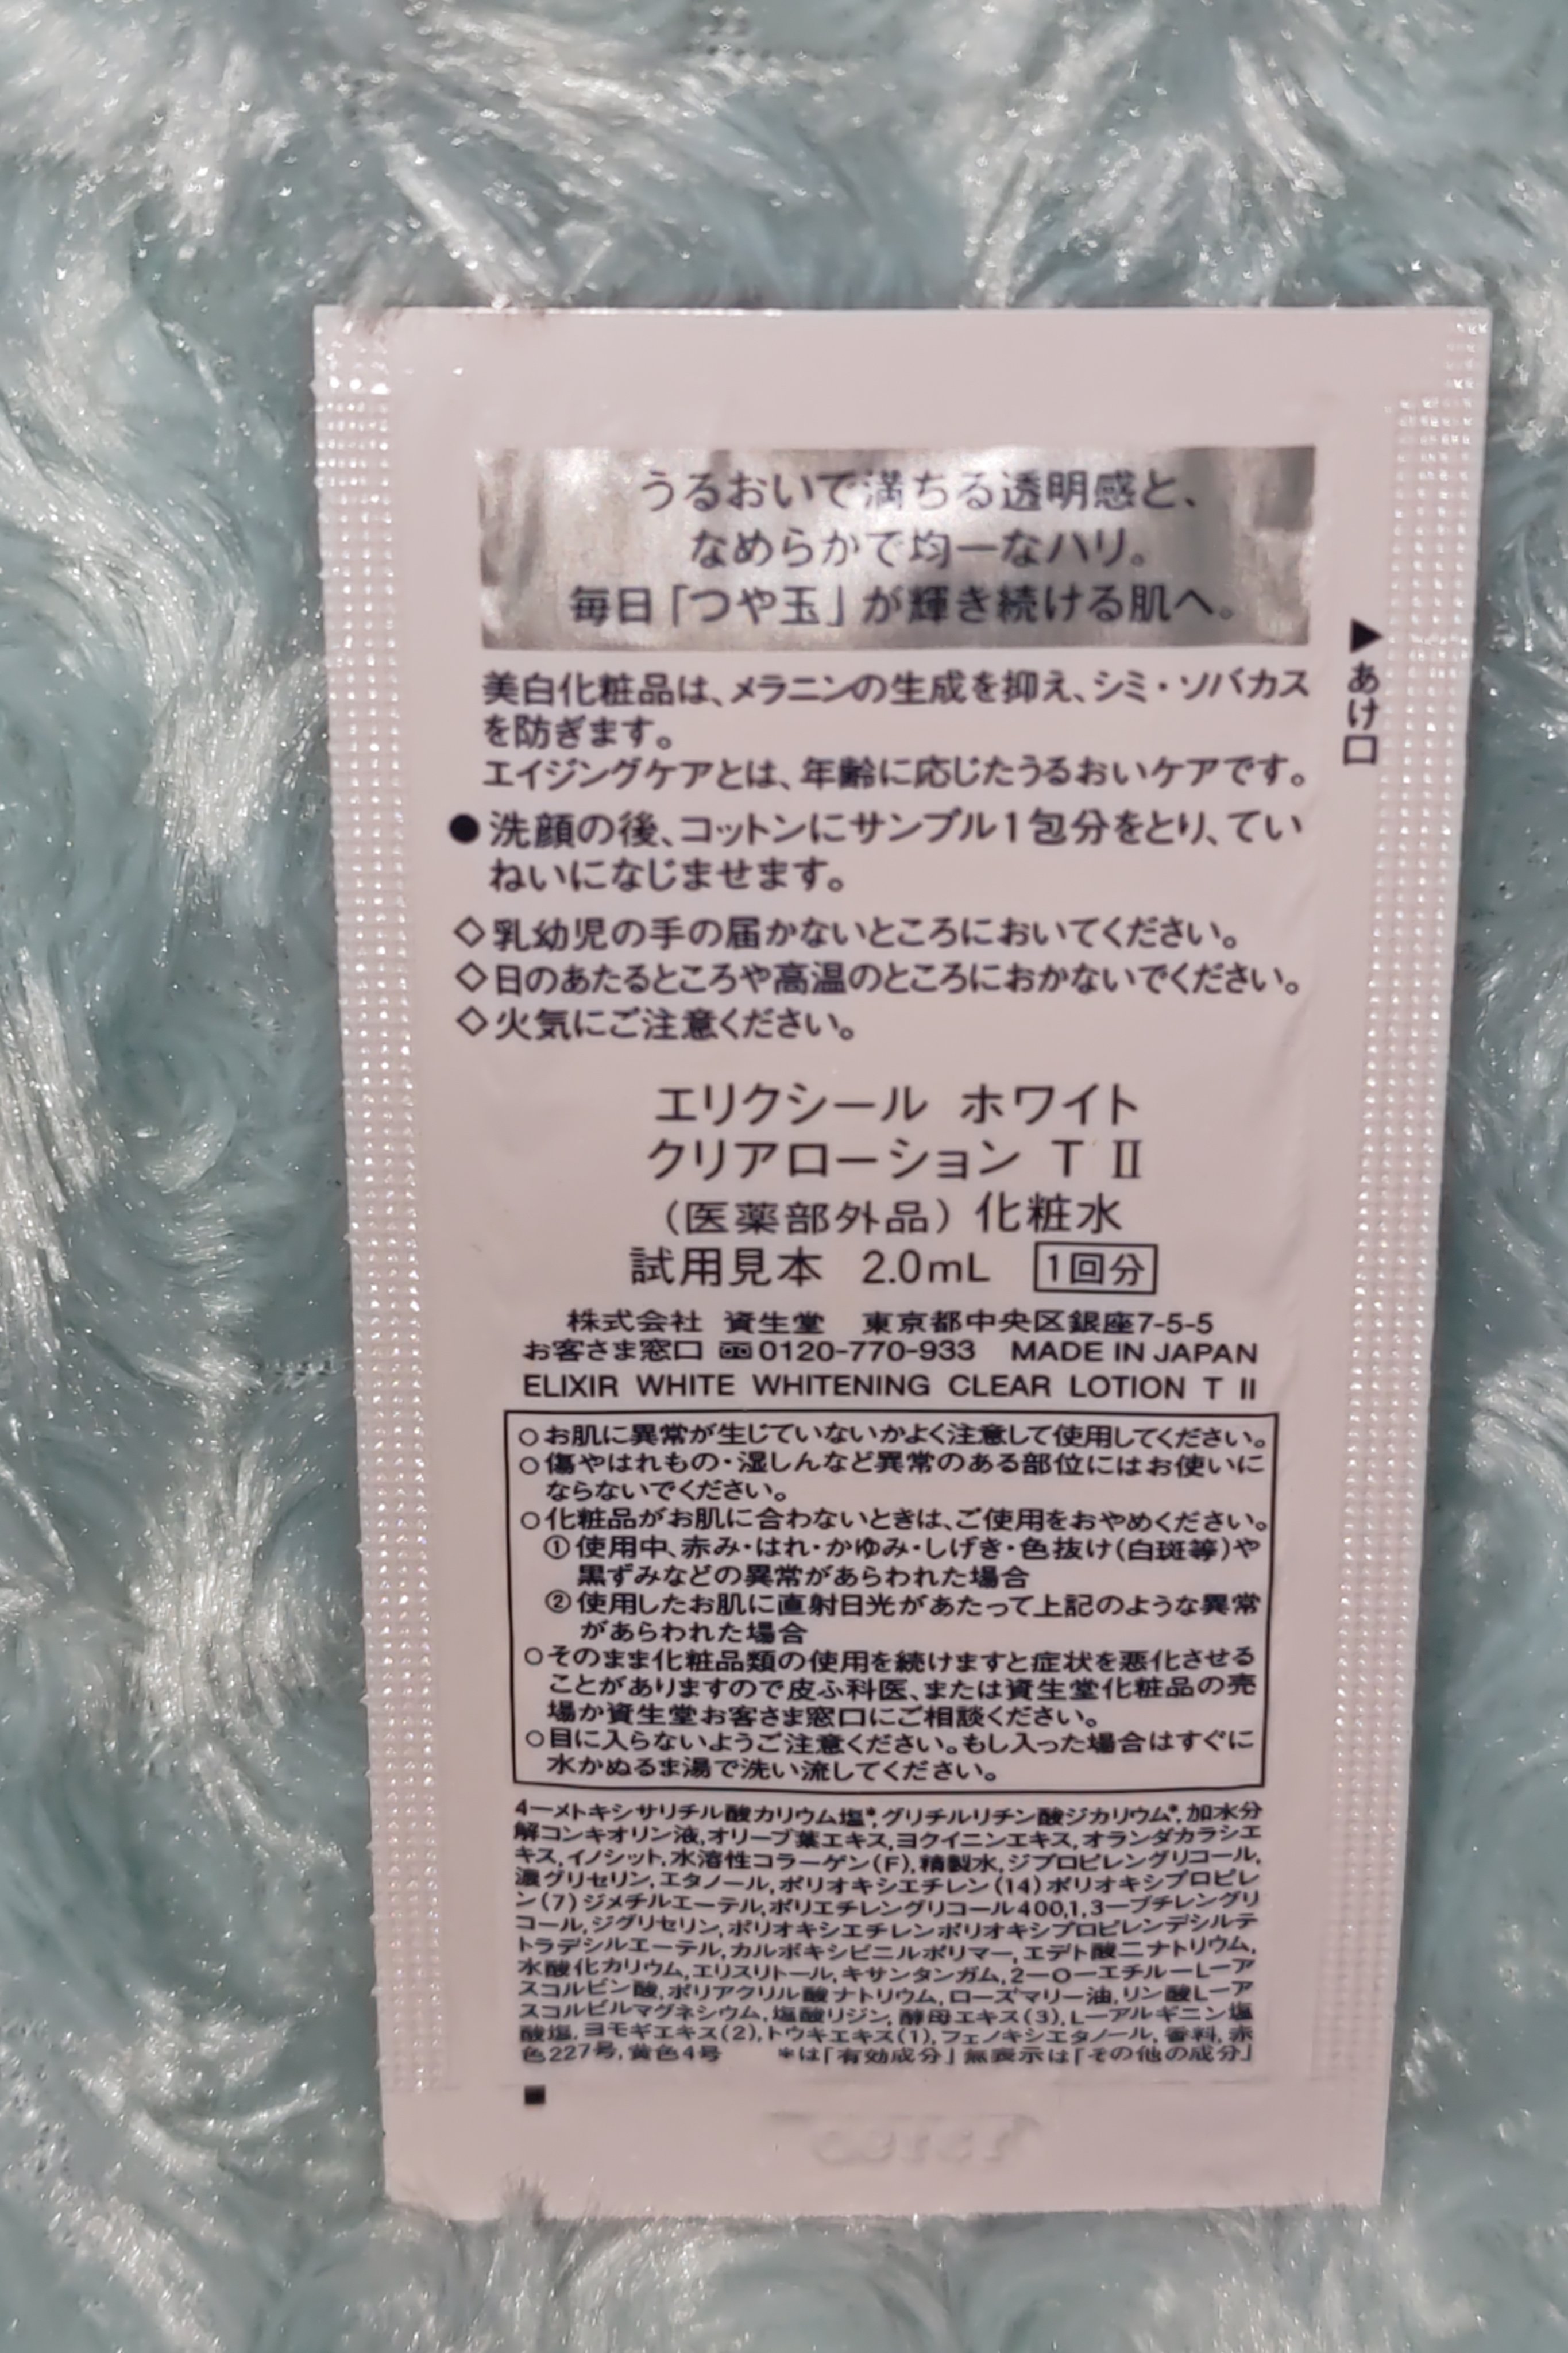 うるおいで満ちる透明感と、
なめらかで均一なハリ。
毎日「つや玉」が輝き続ける肌へ。
▶あけ口
美白化粧品は、メラニンの生成を抑え、シミ・ソバカス
を防ぎます。
エイジングケアとは、年齢に応じたうるおいケアです。
●洗顔の後、コットンにサンプル1包分をとり、てい
ねいになじませます。
◇乳幼児の手の届かないところにおいてください。
◇日のあたるところや高温のところにおかないでください。
◇火気にご注意ください。
エリクシール ホワイト
クリアローション T II
（医薬部外品）化粧水
試用見本 2.0mL 1回分
株式会社 資生堂 東京都中央区銀座7-5-5
お客さま窓口 0120-770-933 MADE IN JAPAN
ELIXIR WHITE WHITENING CLEAR LOTION T II
○お肌に異常が生じていないかよく注意して使用してください。
○傷やはれもの・湿しんなど異常のある部位にはお使いに
ならないでください。
○化粧品がお肌に合わないときは、ご使用をおやめください。
①使用中、赤み・はれ・かゆみ・しげき・色抜け(白斑等)や
黒ずみなどの異常があらわれた場合
②使用したお肌に直射日光があたって上記のような異常
があらわれた場合
○そのまま化粧品類の使用を続けますと症状を悪化させる
ことがありますので皮ふ科医、または資生堂化粧品の売
場か資生堂お客さま窓口にご相談ください。
○目に入らないようご注意ください。もし入った場合はすぐに
水かぬるま湯で洗い流してください。
4－メトキシサリチル酸カリウム塩*,グリチルリチン酸ジカリウム*,加水分
解コンキオリン液,オリーブ葉エキス,ヨクイニンエキス,オランダカラシエ
キス,イノシット,水溶性コラーゲン(F),精製水,ジプロピレングリコール,
濃グリセリン,エタノール,ポリオキシエチレン(14)ポリオキシプロピレ
ン(7)ジメチルエーテル,ポリエチレングリコール400,1,3－ブチレングリ
コール,ジグリセリン,ポリオキシエチレンポリオキシプロピレンデシルテ
トラデシルエーテル,カルボキシビニルポリマー,エデト酸二ナトリウム,
水酸化カリウム,エリスリトール,キサンタンガム,2－O－エチル－L－ア
スコルビン酸,ポリアクリル酸ナトリウム,ローズマリー油,リン酸L－ア
スコルビルマグネシウム,塩酸リジン,酵母エキス(3),L－アルギニン塩
酸塩,ヨモギエキス(2),トウキエキス(1),フェノキシエタノール,香料,赤
色227号,黄色4号 *は「有効成分」無表示は「その他の成分」